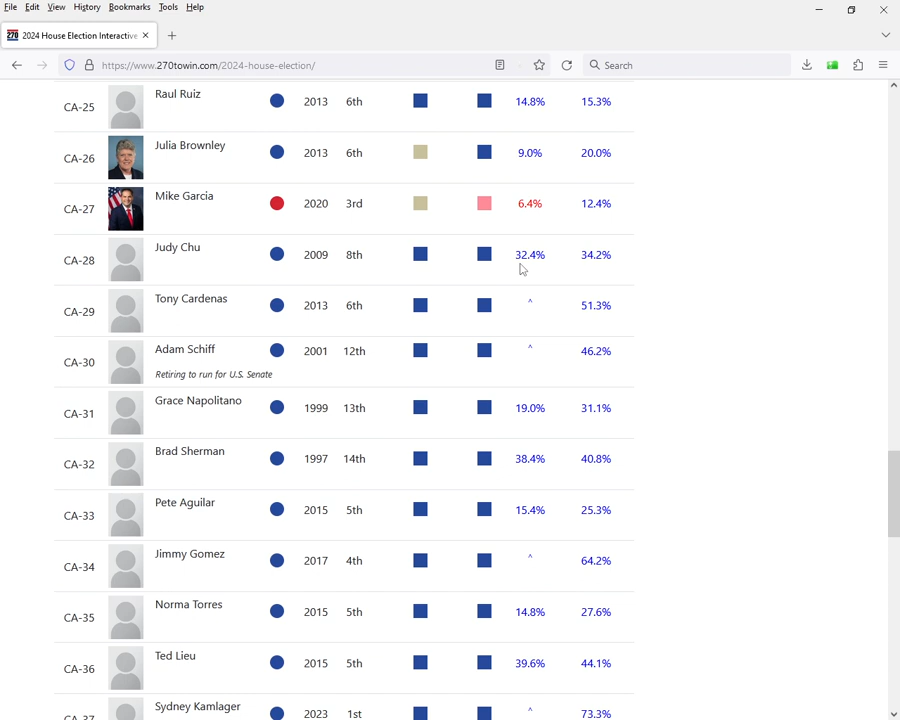 File Edit View History Bookmarks Tools Help
270 2024 House Election Interactive
https://www.270towin.com/2024-house-election/ Search
CA-25 Raul Ruiz 2013 6th 14.8% 15.3%
CA-26 Julia Brownley 2013 6th 9.0% 20.0%
CA-27 Mike Garcia 2020 3rd 6.4% 12.4%
CA-28 Judy Chu 2009 8th 32.4% 34.2%
CA-29 Tony Cardenas 2013 6th ^ 51.3%
CA-30 Adam Schiff 2001 12th ^ 46.2%
Retiring to run for U.S. Senate
CA-31 Grace Napolitano 1999 13th 19.0% 31.1%
CA-32 Brad Sherman 1997 14th 38.4% 40.8%
CA-33 Pete Aguilar 2015 5th 15.4% 25.3%
CA-34 Jimmy Gomez 2017 4th ^ 64.2%
CA-35 Norma Torres 2015 5th 14.8% 27.6%
CA-36 Ted Lieu 2015 5th 39.6% 44.1%
CA-37 Sydney Kamlager 2023 1st ^ 73.3%